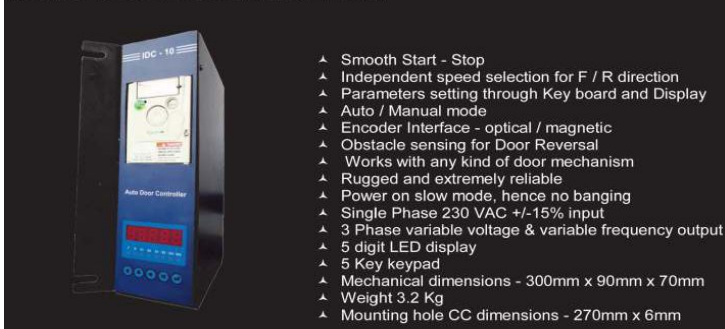 IDC - 10
Auto Door Controller
Smooth Start - Stop
Independent speed selection for F / R direction
Parameters setting through Key board and Display
Auto / Manual mode
Encoder Interface - optical / magnetic
Obstacle sensing for Door Reversal
Works with any kind of door mechanism
Rugged and extremely reliable
Power on slow mode, hence no banging
Single Phase 230 VAC +/-15% input
3 Phase variable voltage & variable frequency output
5 digit LED display
5 Key keypad
Mechanical dimensions - 300mm x 90mm x 70mm
Weight 3.2 Kg
Mounting hole CC dimensions - 270mm x 6mm